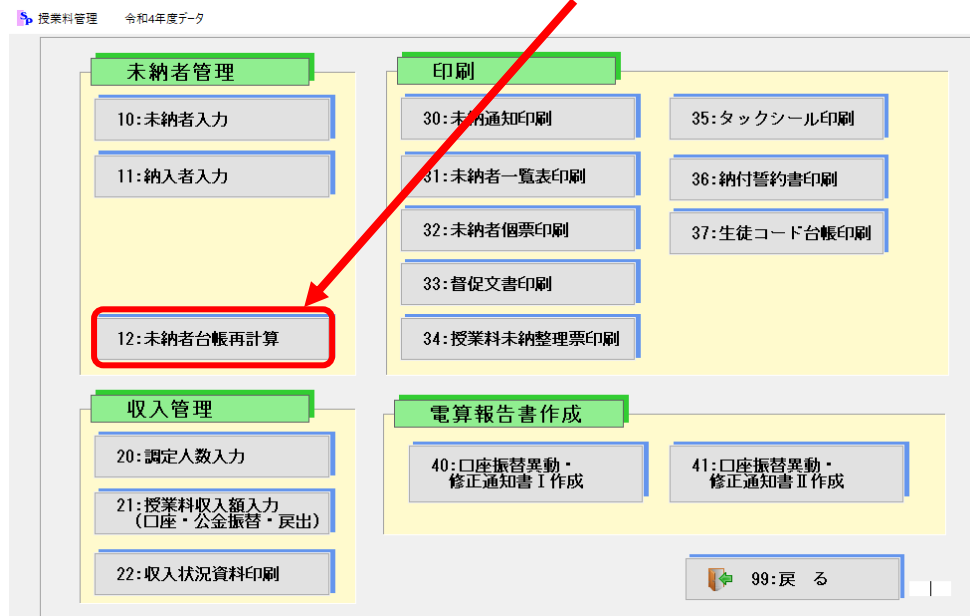 SP 授業料管理 令和4年度データ
未納者管理
10:未納者入力
11:納入者入力
12:未納者台帳再計算
印刷
30:未納通知印刷
31:未納者一覧表印刷
32:未納者個票印刷
33:督促文書印刷
34:授業料未納整理票印刷
35:タックシール印刷
36:納付誓約書印刷
37:生徒コード台帳印刷
収入管理
20:調定人数入力
21:授業料収入額入力
(口座・公金振替・戻出)
22:収入状況資料印刷
電算報告書作成
40:口座振替異動・
修正通知書Ⅰ作成
41:口座振替異動・
修正通知書Ⅱ作成
99:戻 る